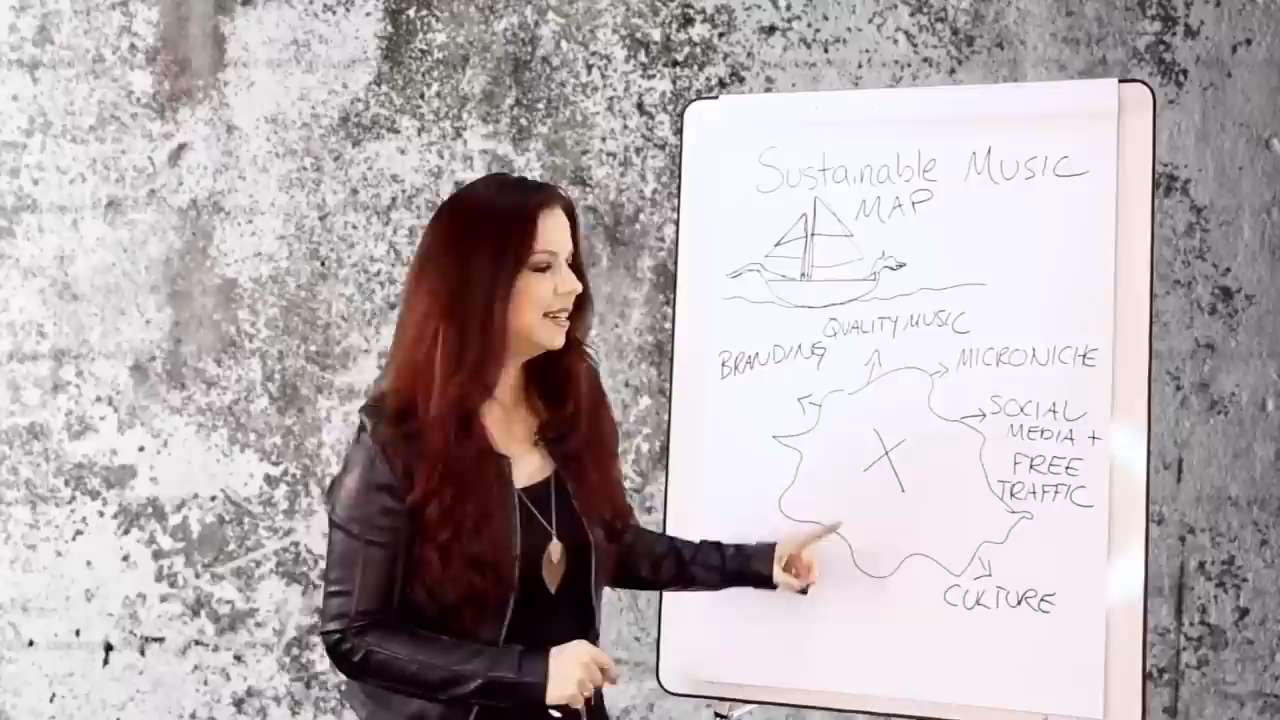 Sustainable Music
MAP
QUALITY MUSIC
BRANDING
MICRONICHE
SOCIAL
MEDIA +
FREE
TRAFFIC
X
CULTURE